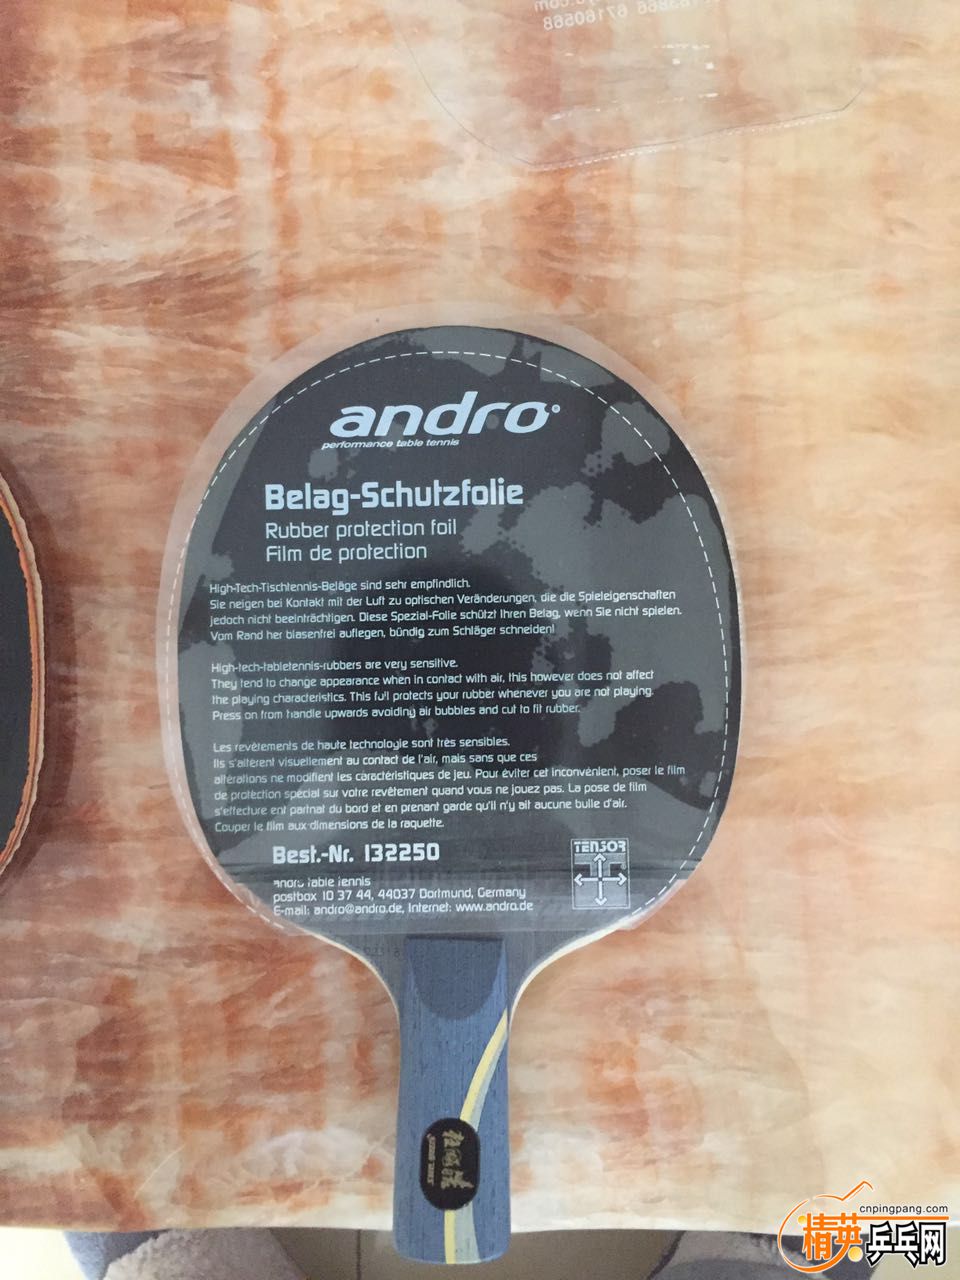 67160568
andro®
performance table tennis
Belag-Schutzfolie
Rubber protection foil
Film de protection
High-Tech-Tischtennis-Beläge sind sehr empfindlich.
Sie neigen bei Kontakt mit der Luft zu optischen Veränderungen, die die Spieleigenschaften
jedoch nicht beeinträchtigen. Diese Spezial-Folie schützt Ihren Belag, wenn Sie nicht spielen.
Vom Rand her blasenfrei auflegen, bündig zum Schläger schneiden!
High-tech-tabletennis-rubbers are very sensitive.
They tend to change appearance when in contact with air, this however does not affect
the playing characteristics. This foil protects your rubber whenever you are not playing.
Press on from handle upwards avoiding air bubbles and cut to fit rubber.
Les revêtements de haute technologie sont très sensibles.
Ils s'altèrent visuellement au contact de l'air, mais sans que ces
altérations ne modifient les caractéristiques de jeu. Pour éviter cet inconvénient, poser le film
de protection spécial sur votre revêtement quand vous ne jouez pas. La pose de film
s'effecture ent partnat du bord et en prenant garde qu'il n'y ait aucune bulle d'air.
Couper le film aux dimensions de la raquette.
Best.-Nr. 132250
TENSOR
andro table tennis
postbox 10 37 44, 44037 Dortmund, Germany
E-mail: andro@andro.de, Internet: www.andro.de
cnpingpang.com
精英乒乓网